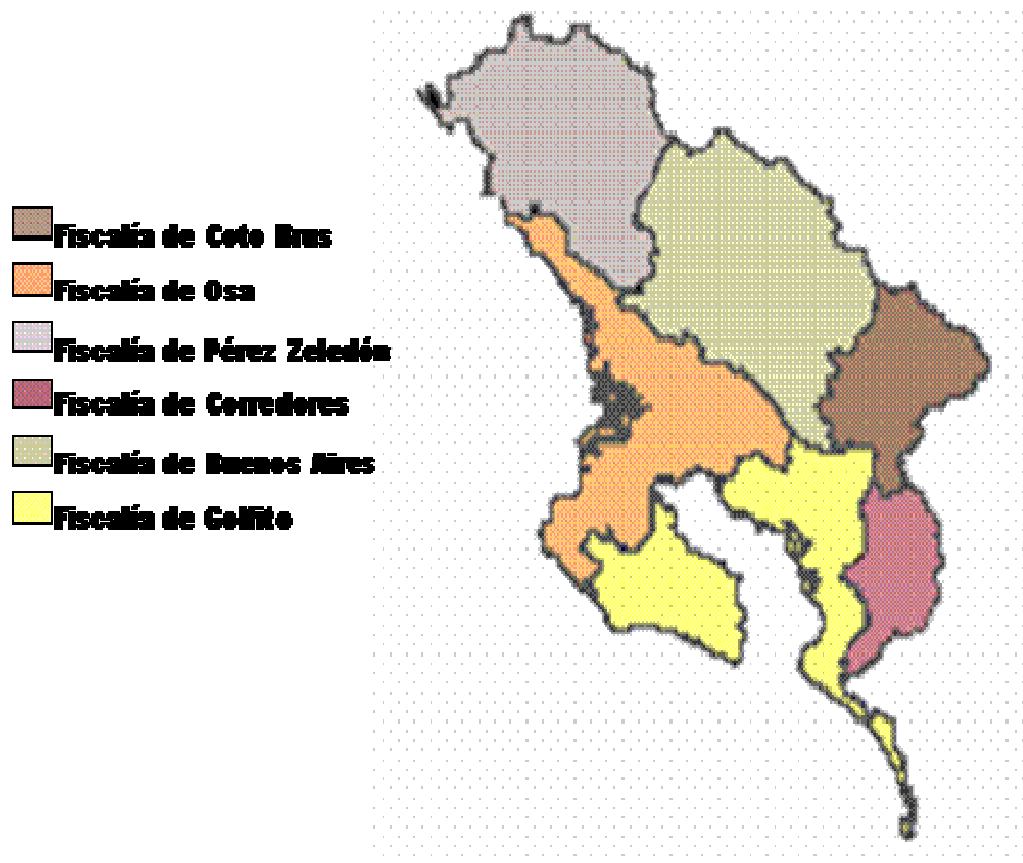 Fiscalía de Coto Brus
Fiscalía de Osa
Fiscalía de Pérez Zeledón
Fiscalía de Corredores
Fiscalía de Buenos Aires
Fiscalía de Golfito